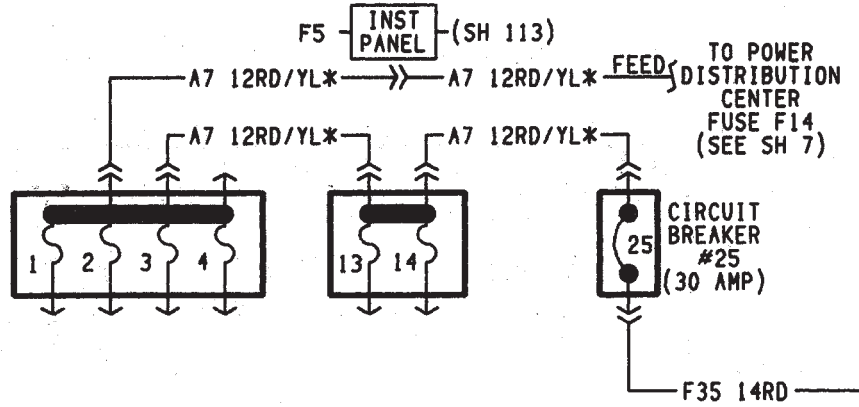 F5 INST PANEL (SH 113)
A7 12RD/YL* A7 12RD/YL* FEED
TO POWER
DISTRIBUTION
CENTER
FUSE F14
(SEE SH 7)
A7 12RD/YL* A7 12RD/YL*
1 2 3 4 13 14 25
CIRCUIT
BREAKER
#25
(30 AMP)
F35 14RD